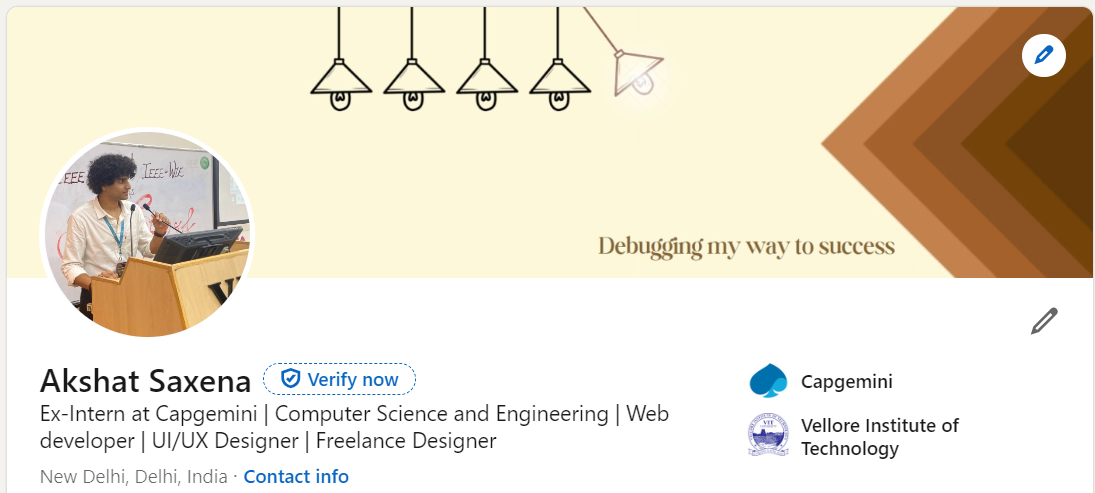 IEEE-WIE
Debugging my way to success
Akshat Saxena Verify now
Ex-Intern at Capgemini | Computer Science and Engineering | Web
developer | UI/UX Designer | Freelance Designer
New Delhi, Delhi, India · Contact info
Capgemini
Vellore Institute of
Technology